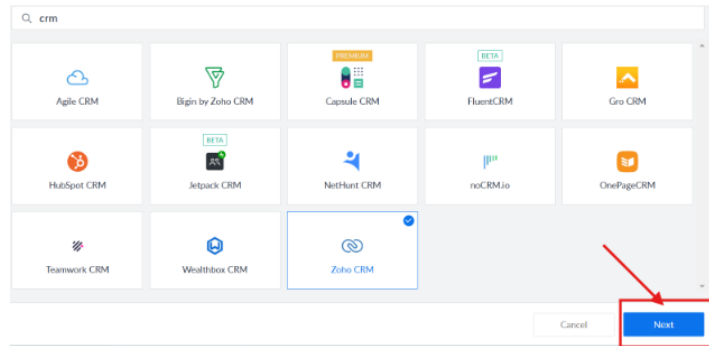 crm
PREMIUM
BETA
Agile CRM
Bigin by Zoho CRM
Capsule CRM
FluentCRM
Gro CRM
BETA
HubSpot CRM
Jetpack CRM
NetHunt CRM
noCRM.io
OnePageCRM
Teamwork CRM
Wealthbox CRM
Zoho CRM
Cancel
Next